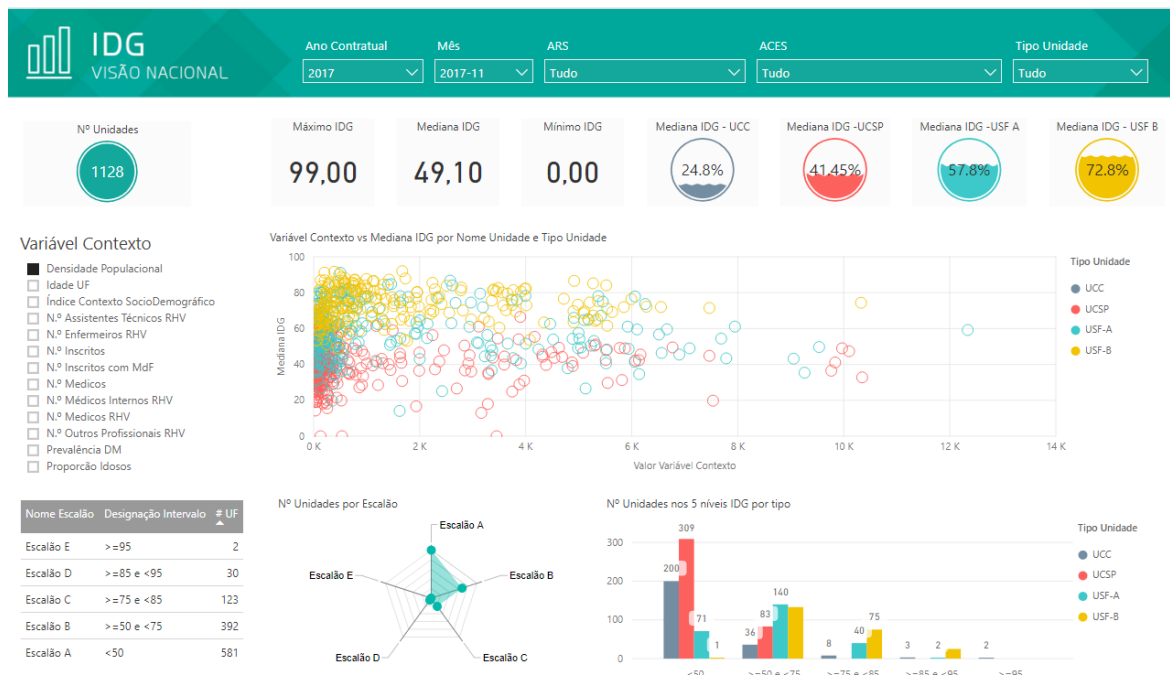 IDG
VISÃO NACIONAL
Ano Contratual
Mês
ARS
ACES
Tipo Unidade
2017
2017-11
Tudo
Tudo
Tudo
Nº Unidades
1128
Máximo IDG
99,00
Mediana IDG
49,10
Mínimo IDG
0,00
Mediana IDG - UCC
24.8%
Mediana IDG -UCSP
41.45%
Mediana IDG -USF A
57.8%
Mediana IDG - USF B
72.8%
Variável Contexto
Densidade Populacional
Idade UF
Índice Contexto SocioDemográfico
N.º Assistentes Técnicos RHV
N.º Enfermeiros RHV
N.º Inscritos
N.º Inscritos com MdF
N.º Medicos
N.º Médicos Internos RHV
N.º Medicos RHV
N.º Outros Profissionais RHV
Prevalência DM
Proporcão Idosos
Variável Contexto vs Mediana IDG por Nome Unidade e Tipo Unidade
100
80
60
40
20
0
Mediana IDG
0 K
2 K
4 K
6 K
8 K
10 K
12 K
14 K
Valor Variável Contexto
Tipo Unidade
UCC
UCSP
USF-A
USF-B
Nome Escalão Designação Intervalo # UF
Escalão E >=95 2
Escalão D >=85 e <95 30
Escalão C >=75 e <85 123
Escalão B >=50 e <75 392
Escalão A <50 581
Nº Unidades por Escalão
Escalão A
Escalão E
Escalão B
Escalão D
Escalão C
Nº Unidades nos 5 níveis IDG por tipo
300
200
100
0
200
309
71
1
36
83
140
8
40
75
3
2
2
<50
>=50 e <75
>=75 e <85
>=85 e <95
>=95
Tipo Unidade
UCC
UCSP
USF-A
USF-B